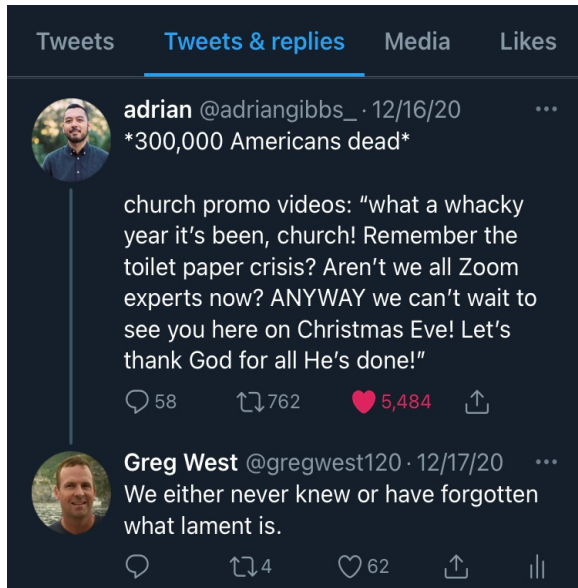 Tweets Tweets & replies Media Likes
adrian @adriangibbs_ · 12/16/20
*300,000 Americans dead*
church promo videos: “what a whacky
year it’s been, church! Remember the
toilet paper crisis? Aren’t we all Zoom
experts now? ANYWAY we can’t wait to
see you here on Christmas Eve! Let’s
thank God for all He’s done!”
58 762 5,484
Greg West @gregwest120 · 12/17/20
We either never knew or have forgotten
what lament is.
4 62